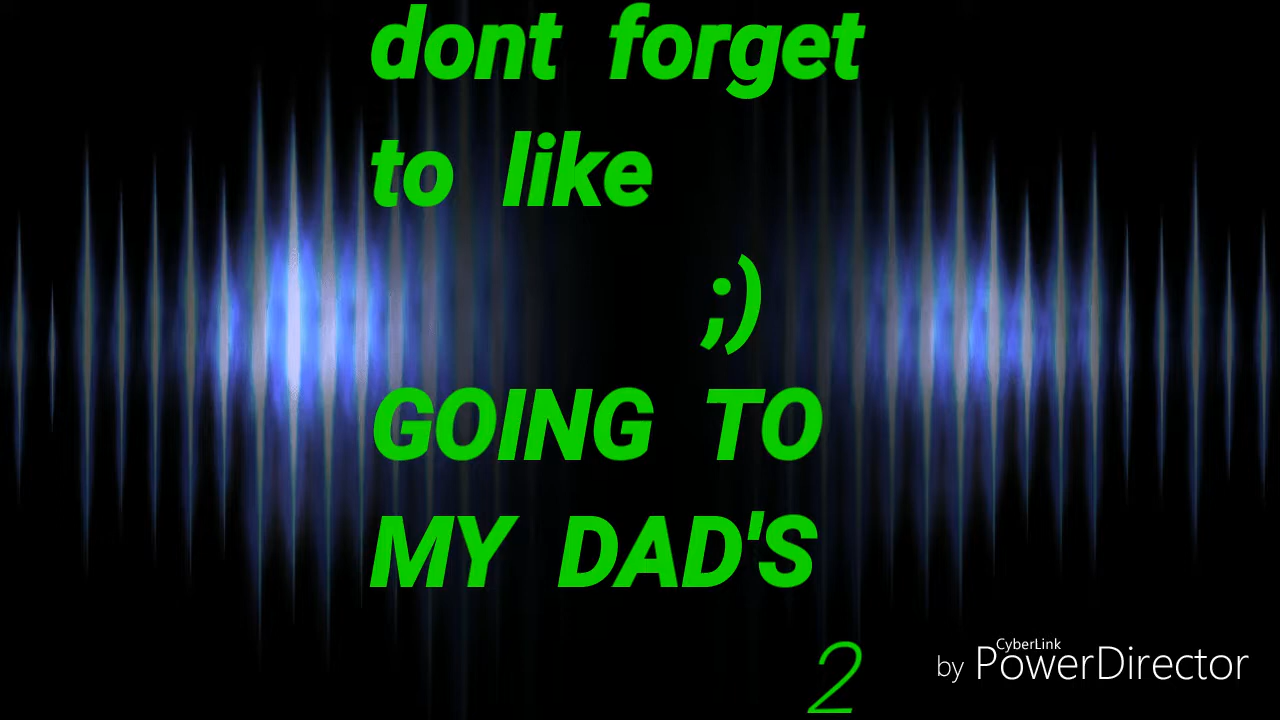 dont forget
to like
;)
GOING TO
MY DAD'S
2
by CyberLink PowerDirector